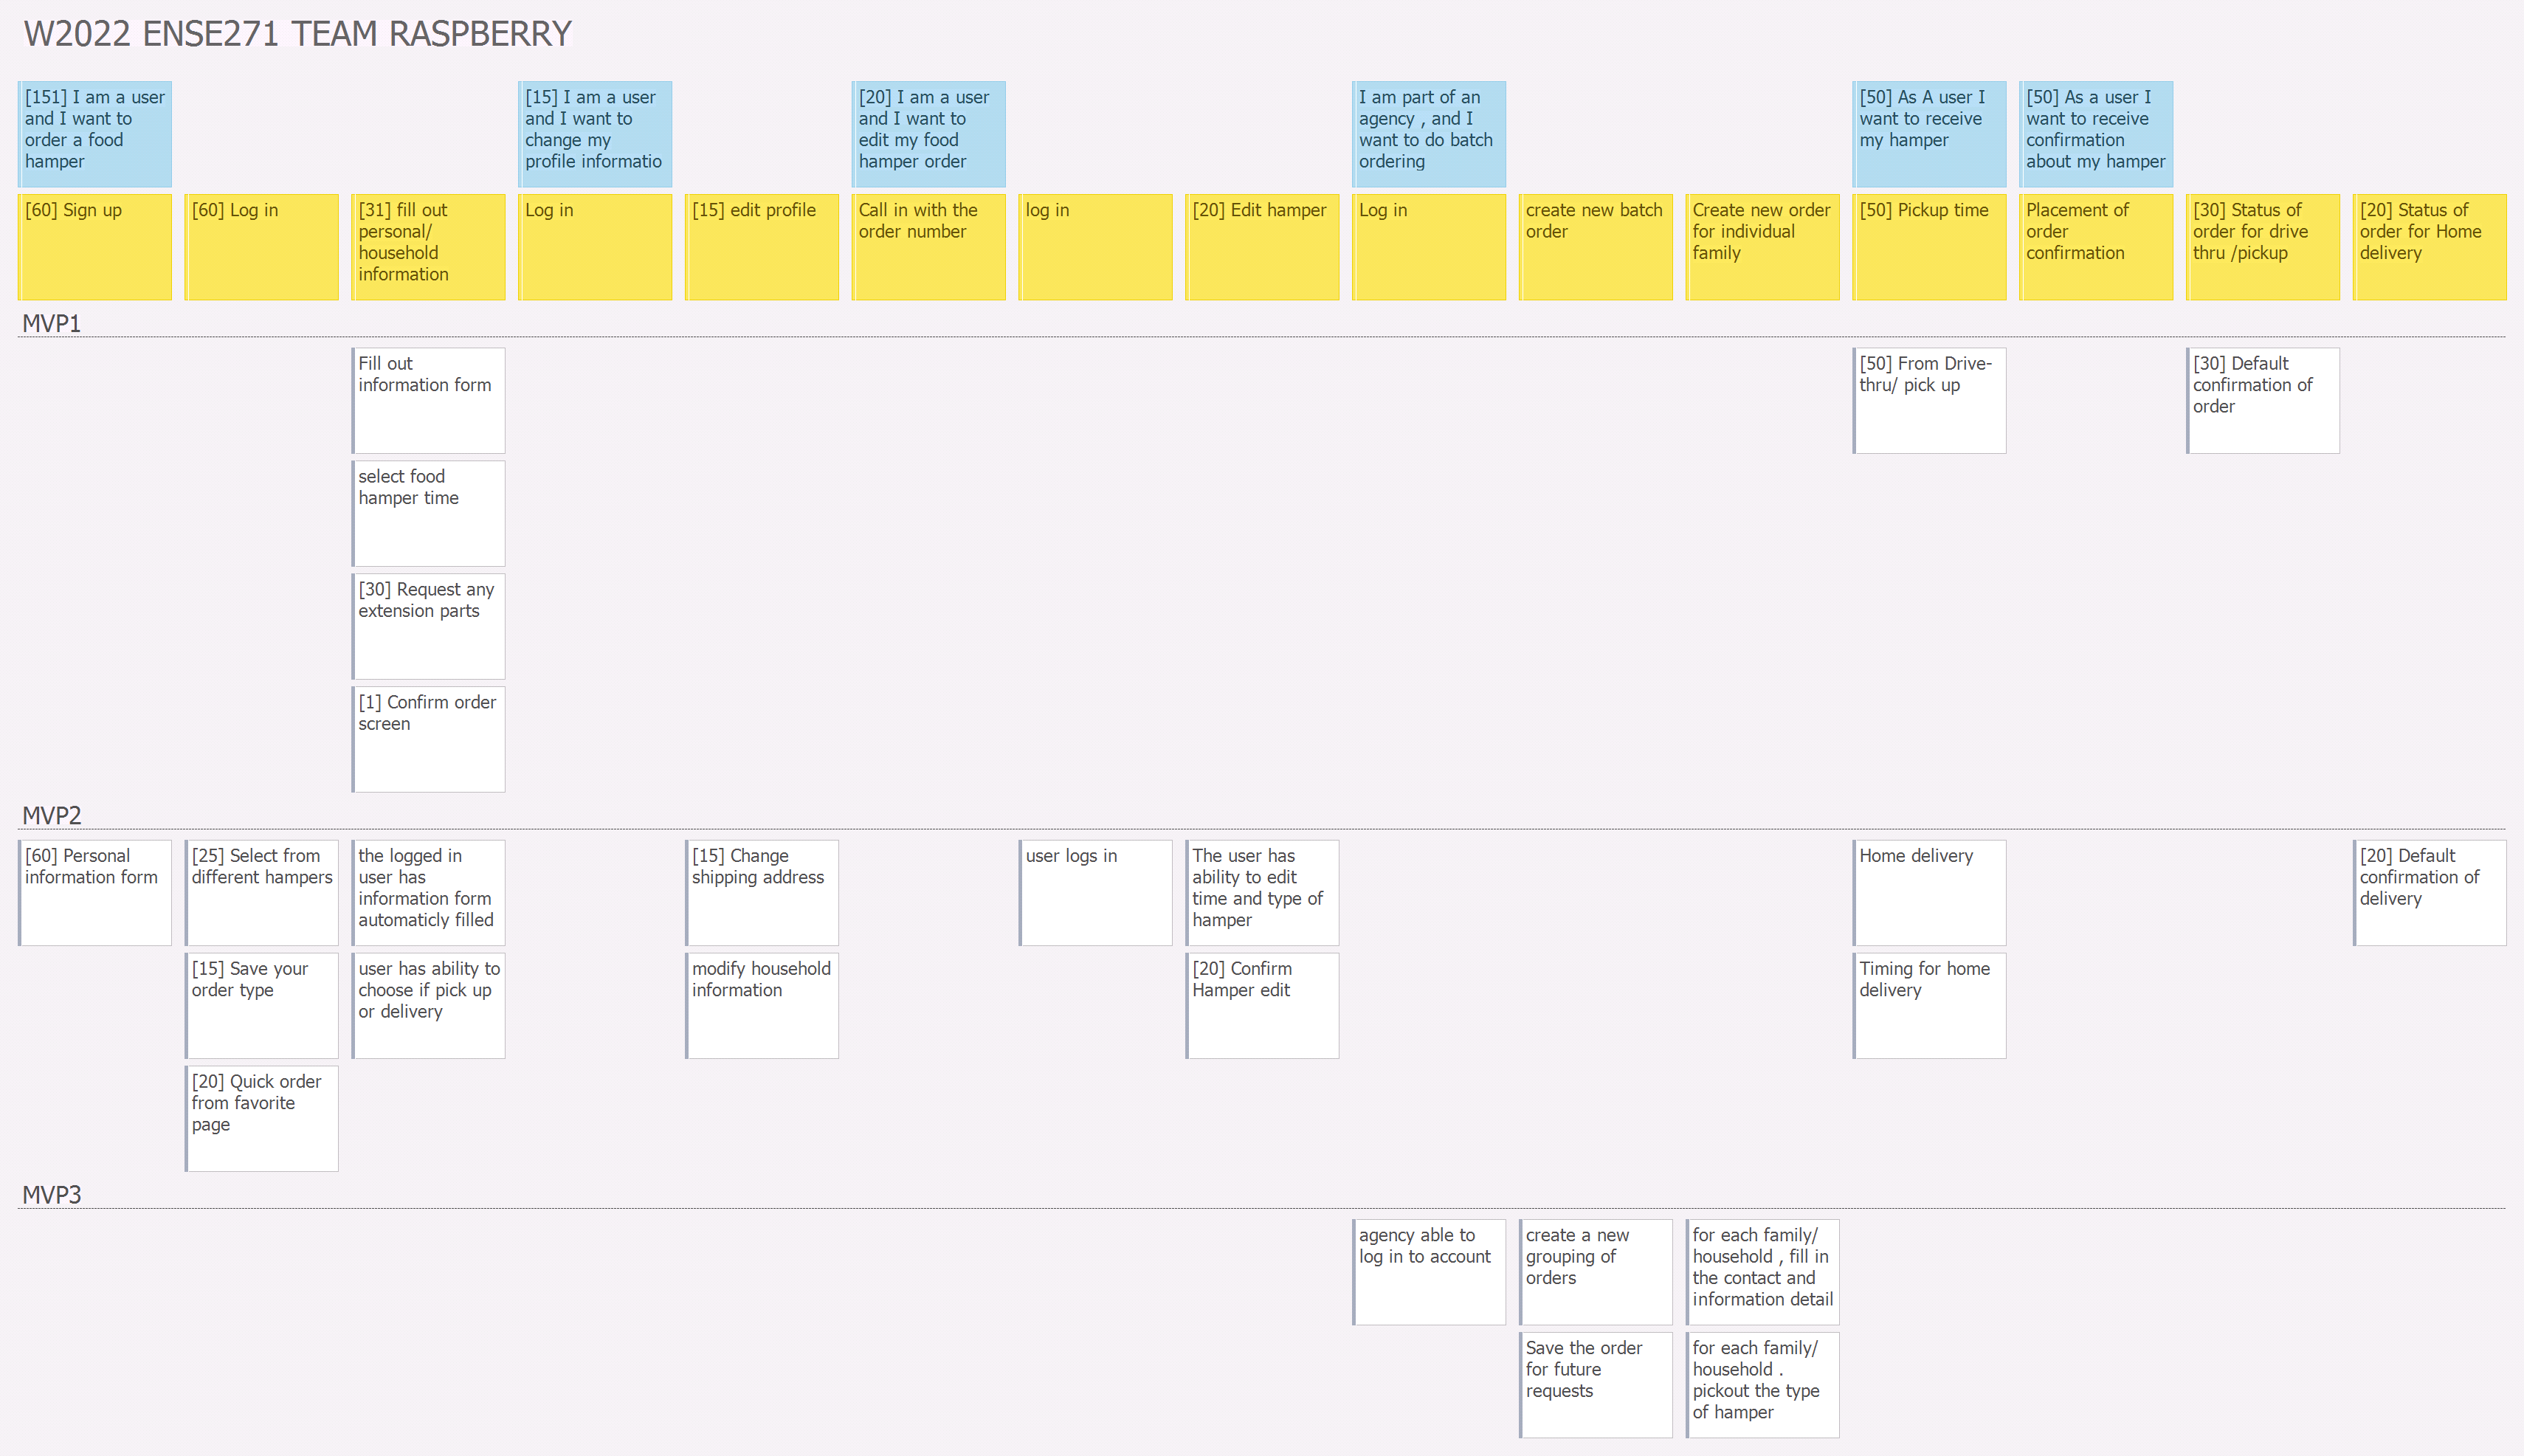 W2022 ENSE271 TEAM RASPBERRY
[151] I am a user
and I want to
order a food
hamper
[15] I am a user
and I want to
change my
profile informatio
[20] I am a user
and I want to
edit my food
hamper order
I am part of an
agency , and I
want to do batch
ordering
[50] As A user I
want to receive
my hamper
[50] As a user I
want to receive
confirmation
about my hamper
[60] Sign up
[60] Log in
[31] fill out
personal/
household
information
Log in
[15] edit profile
Call in with the
order number
log in
[20] Edit hamper
Log in
create new batch
order
Create new order
for individual
family
[50] Pickup time
Placement of
order
confirmation
[30] Status of
order for drive
thru /pickup
[20] Status of
order for Home
delivery
MVP1
Fill out
information form
[50] From Drive-
thru/ pick up
[30] Default
confirmation of
order
select food
hamper time
[30] Request any
extension parts
[1] Confirm order
screen
MVP2
[60] Personal
information form
[25] Select from
different hampers
the logged in
user has
information form
automaticly filled
[15] Change
shipping address
user logs in
The user has
ability to edit
time and type of
hamper
Home delivery
[20] Default
confirmation of
delivery
[15] Save your
order type
user has ability to
choose if pick up
or delivery
modify household
information
[20] Confirm
Hamper edit
Timing for home
delivery
[20] Quick order
from favorite
page
MVP3
agency able to
log in to account
create a new
grouping of
orders
for each family/
household , fill in
the contact and
information detail
Save the order
for future
requests
for each family/
household .
pickout the type
of hamper